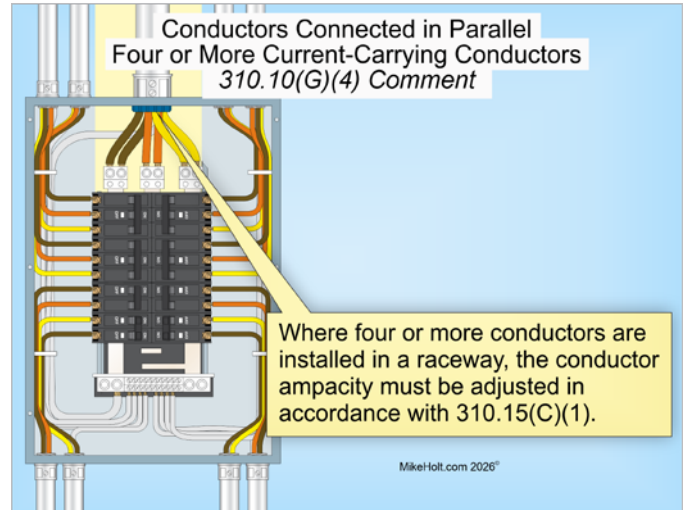 Conductors Connected in Parallel
Four or More Current-Carrying Conductors
310.10(G)(4) Comment
Where four or more conductors are
installed in a raceway, the conductor
ampacity must be adjusted in
accordance with 310.15(C)(1).
MikeHolt.com 2026©